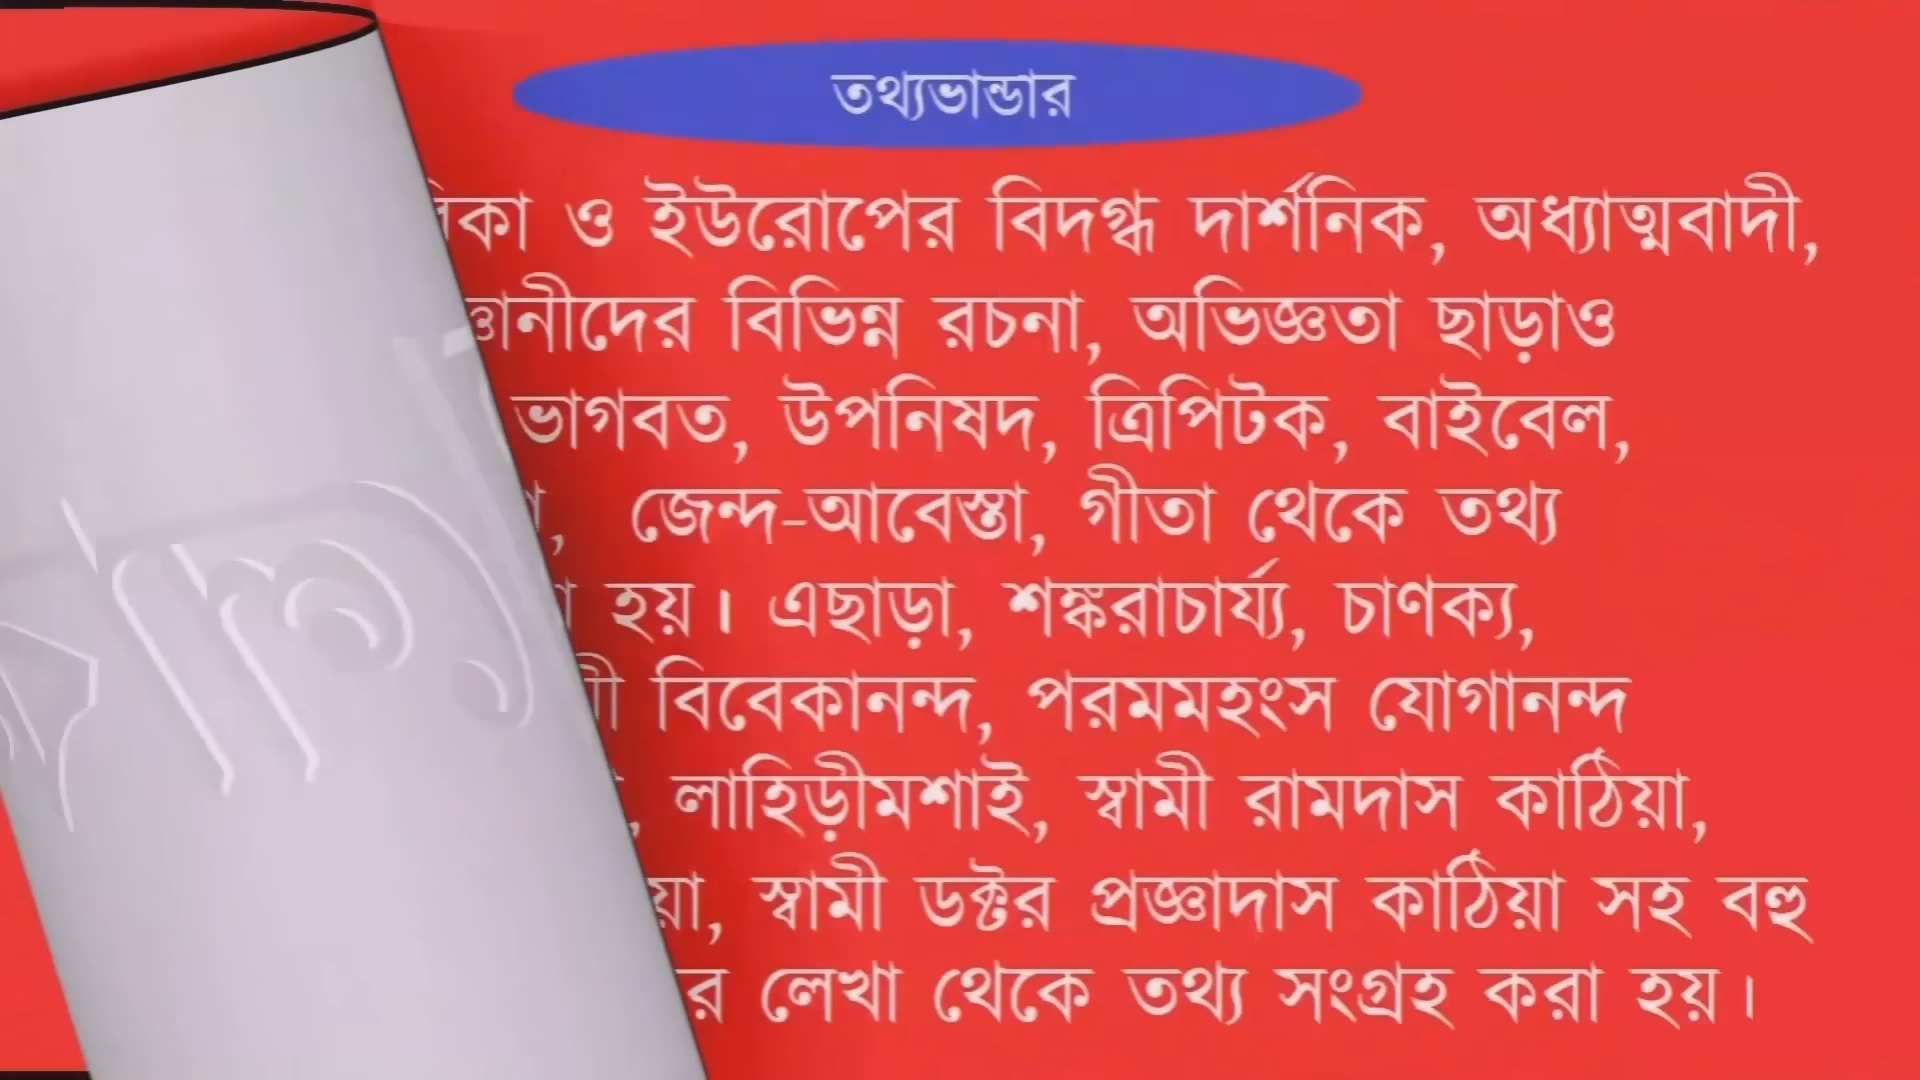 তথ্যভান্ডার
ও ইউরোপের বিদগ্ধ দার্শনিক, অধ্যাত্মবাদী,
বিভিন্ন রচনা, অভিজ্ঞতা ছাড়াও
ভাগবত, উপনিষদ, ত্রিপিটক, বাইবেল,
জেন্দ-আবেস্তা, গীতা থেকে তথ্য
হয়। এছাড়া, শঙ্করাচার্য্য, চাণক্য,
বিবেকানন্দ, পরমমহংস যোগানন্দ
লাহিড়ীমশাই, স্বামী রামদাস কাঠিয়া,
স্বামী ডক্টর প্রজ্ঞাদাস কাঠিয়া সহ বহু
লেখা থেকে তথ্য সংগ্রহ করা হয়।